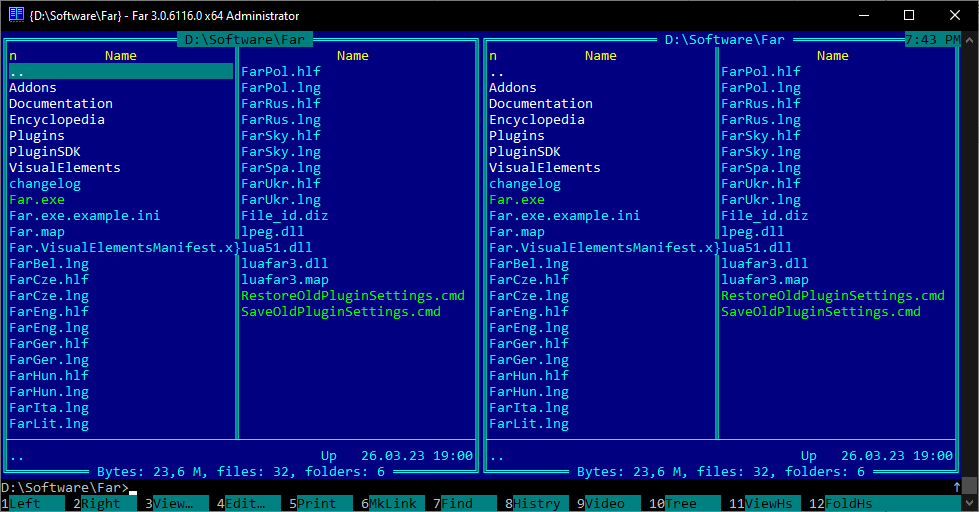 {D:\Software\Far} - Far 3.0.6116.0 x64 Administrator
D:\Software\Far D:\Software\Far 7:43 PM
n Name Name n Name Name
.. FarPol.hlf .. FarPol.hlf
Addons FarPol.lng Addons FarPol.lng
Documentation FarRus.hlf Documentation FarRus.hlf
Encyclopedia FarRus.lng Encyclopedia FarRus.lng
Plugins FarSky.hlf Plugins FarSky.hlf
PluginSDK FarSky.lng PluginSDK FarSky.lng
VisualElements FarSpa.lng VisualElements FarSpa.lng
changelog FarUkr.hlf changelog FarUkr.hlf
Far.exe FarUkr.lng Far.exe FarUkr.lng
Far.exe.example.ini File_id.diz Far.exe.example.ini File_id.diz
Far.map lpeg.dll Far.map lpeg.dll
Far.VisualElementsManifest.x}lua51.dll Far.VisualElementsManifest.x}lua51.dll
FarBel.lng luafar3.dll FarBel.lng luafar3.dll
FarCze.hlf luafar3.map FarCze.hlf luafar3.map
FarCze.lng RestoreOldPluginSettings.cmd FarCze.lng RestoreOldPluginSettings.cmd
FarEng.hlf SaveOldPluginSettings.cmd FarEng.hlf SaveOldPluginSettings.cmd
FarEng.lng FarEng.lng
FarGer.hlf FarGer.hlf
FarGer.lng FarGer.lng
FarHun.hlf FarHun.hlf
FarHun.lng FarHun.lng
FarIta.lng FarIta.lng
FarLit.lng FarLit.lng
.. Up 26.03.23 19:00 .. Up 26.03.23 19:00
Bytes: 23,6 M, files: 32, folders: 6 Bytes: 23,6 M, files: 32, folders: 6
D:\Software\Far>
1Left 2Right 3View… 4Edit… 5Print 6MkLink 7Find 8Histry 9Video 10Tree 11ViewHs 12FoldHs